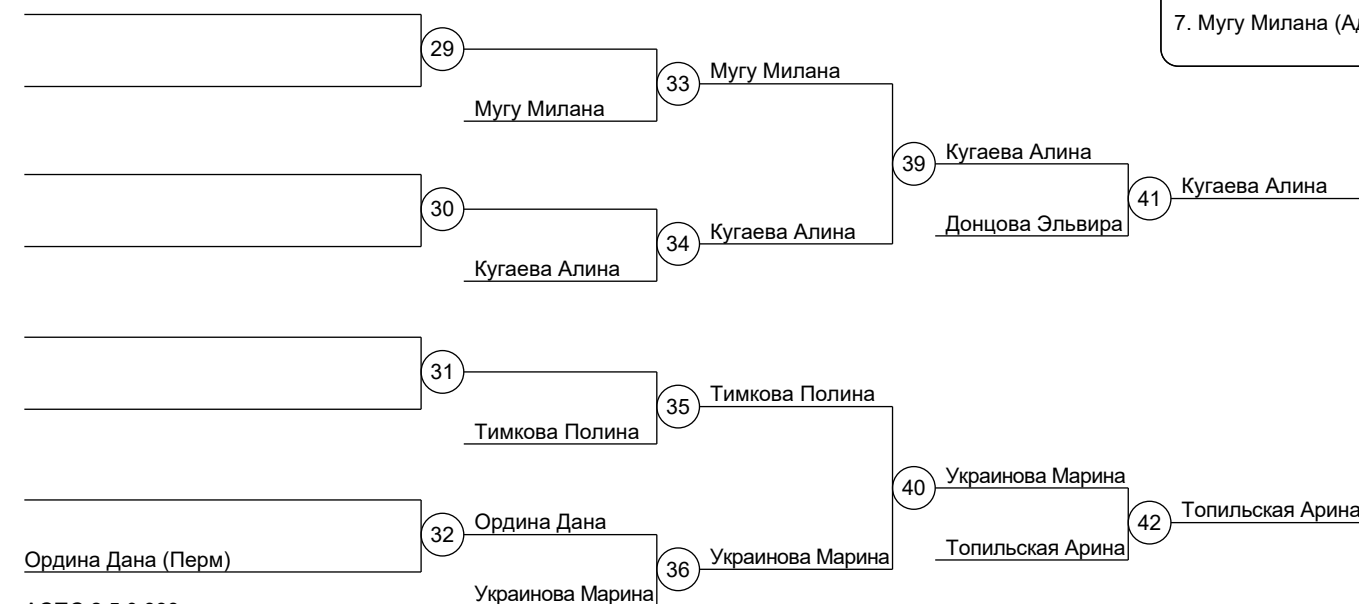 7. Мугу Милана
29
33
Мугу Милана
Мугу Милана
39
Кугаева Алина
41
Кугаева Алина
30
34
Кугаева Алина
Донцова Эльвира
Кугаева Алина
31
35
Тимкова Полина
Тимкова Полина
40
Украинова Марина
42
Топильская Арина
32
Ордина Дана
Ордина Дана (Перм)
36
Украинова Марина
Топильская Арина
Украинова Марина